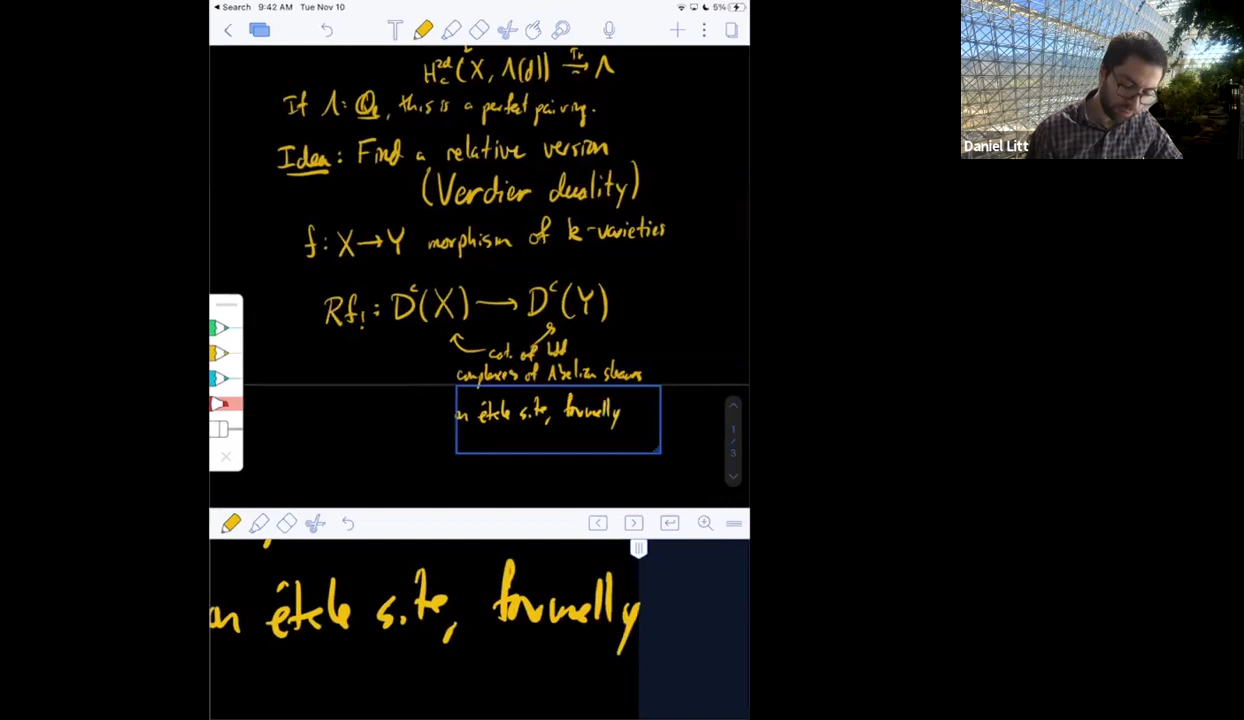 Search 9:42 AM Tue Nov 10 5%
H_c^{2d}(X, Λ(d)) →^{Tr}_{~} Λ
If Λ = Q_ℓ, this is a perfect pairing.
Idea: Find a relative version
(Verdier duality)
f: X → Y morphism of k-varieties
Rf_!: D^c(X) → D^c(Y)
cat. of bdd
complexes of Abelian sheaves
on étale site, formally
1 / 3
on étale site, formally
Daniel Litt